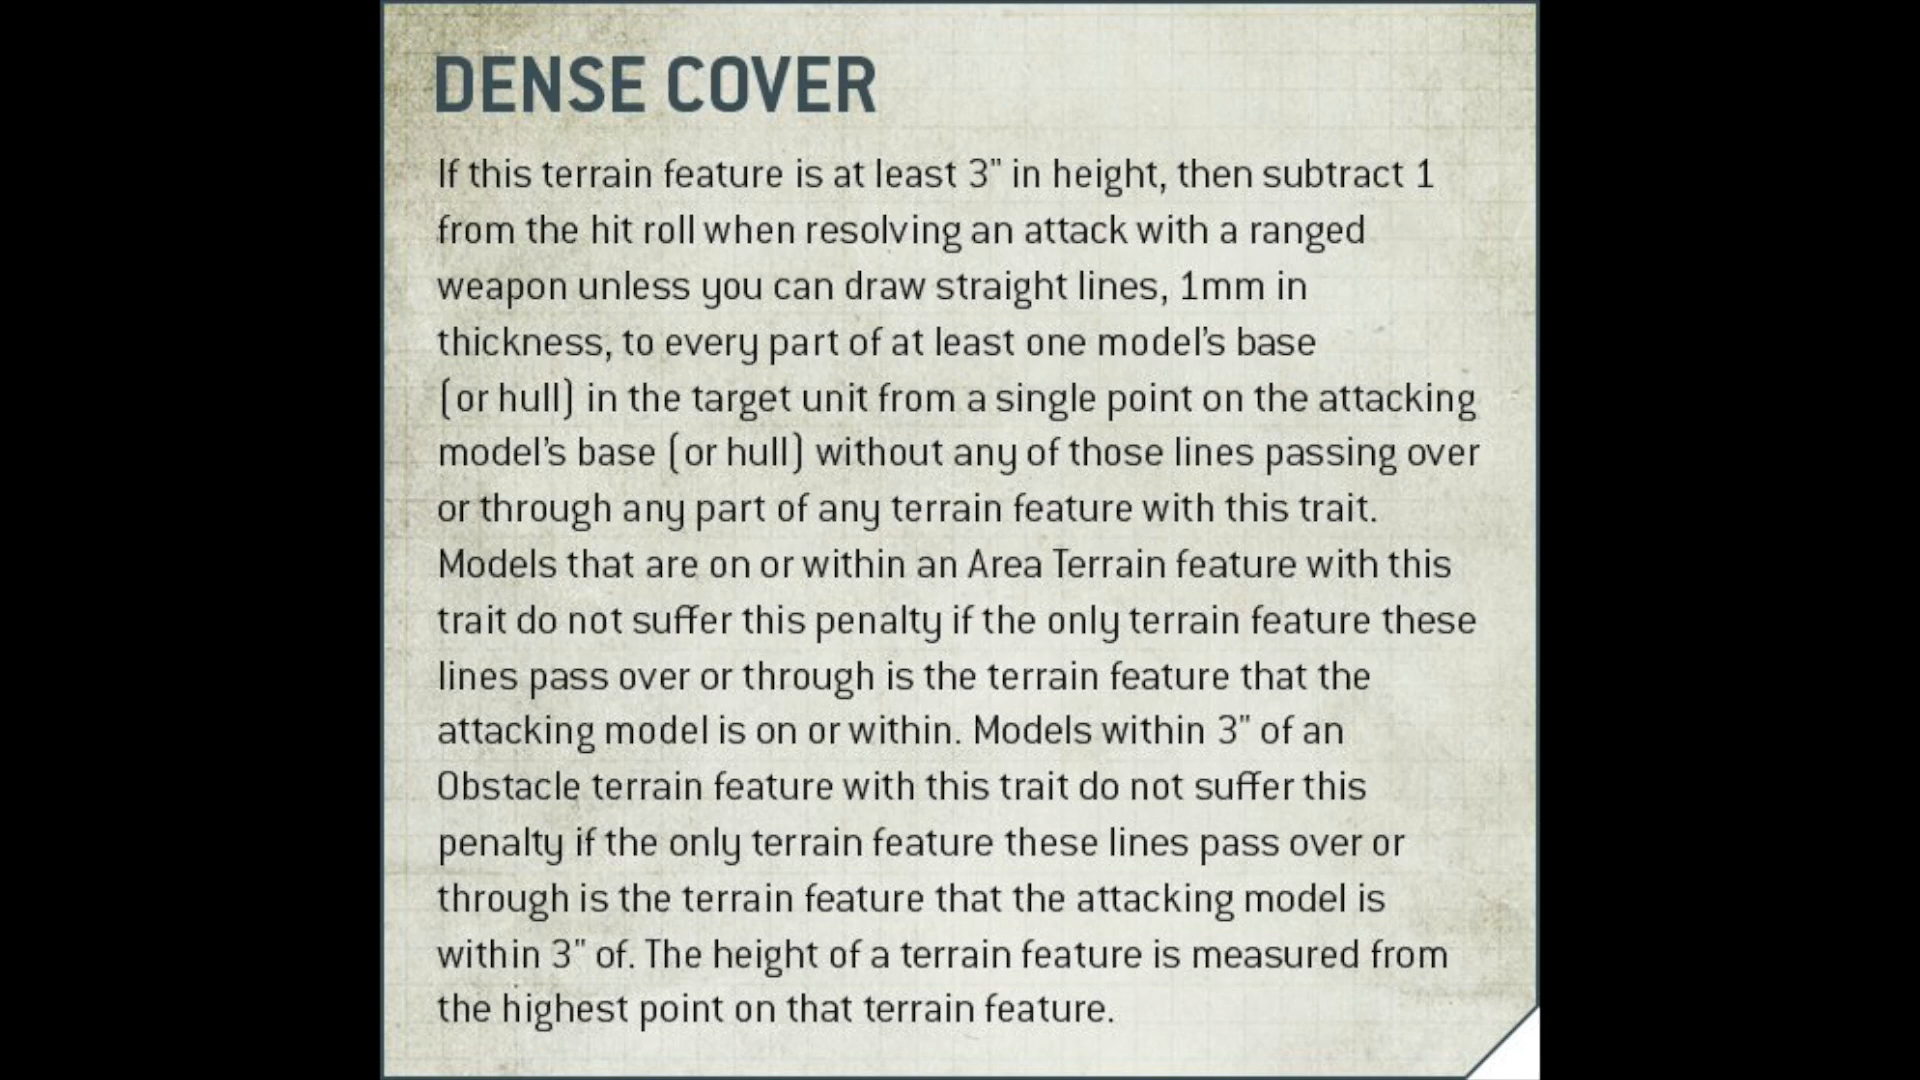 DENSE COVER
If this terrain feature is at least 3" in height, then subtract 1
from the hit roll when resolving an attack with a ranged
weapon unless you can draw straight lines, 1mm in
thickness, to every part of at least one model’s base
(or hull) in the target unit from a single point on the attacking
model’s base (or hull) without any of those lines passing over
or through any part of any terrain feature with this trait.
Models that are on or within an Area Terrain feature with this
trait do not suffer this penalty if the only terrain feature these
lines pass over or through is the terrain feature that the
attacking model is on or within. Models within 3" of an
Obstacle terrain feature with this trait do not suffer this
penalty if the only terrain feature these lines pass over or
through is the terrain feature that the attacking model is
within 3" of. The height of a terrain feature is measured from
the highest point on that terrain feature.